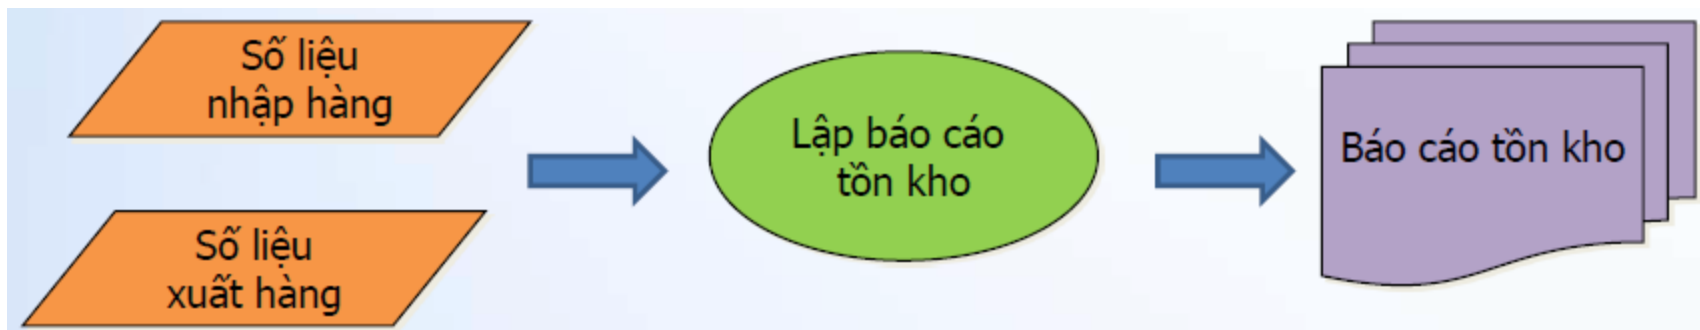 Số liệu
nhập hàng
Số liệu
xuất hàng
Lập báo cáo
tồn kho
Báo cáo tồn kho